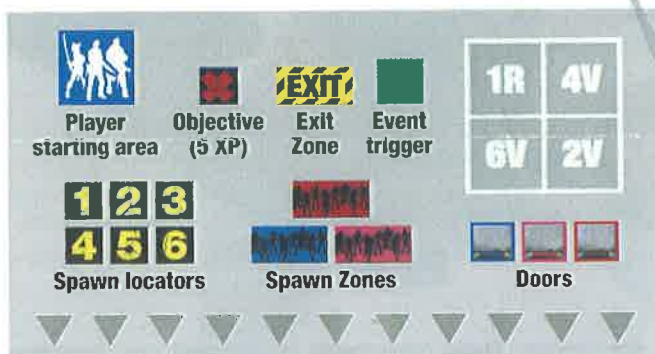 1R 4V
6V 2V
EXIT
Player
starting area
Objective
(5 XP)
Exit
Zone
Event
trigger
1 2 3
4 5 6
Spawn locators
Spawn Zones
Doors